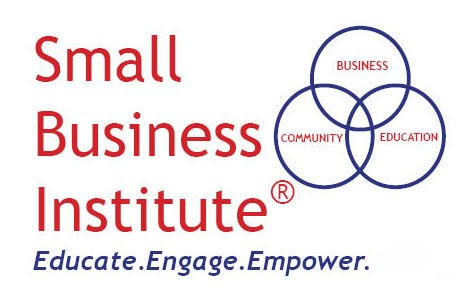 Small
Business
Institute®
Educate.Engage.Empower.
BUSINESS
COMMUNITY
EDUCATION